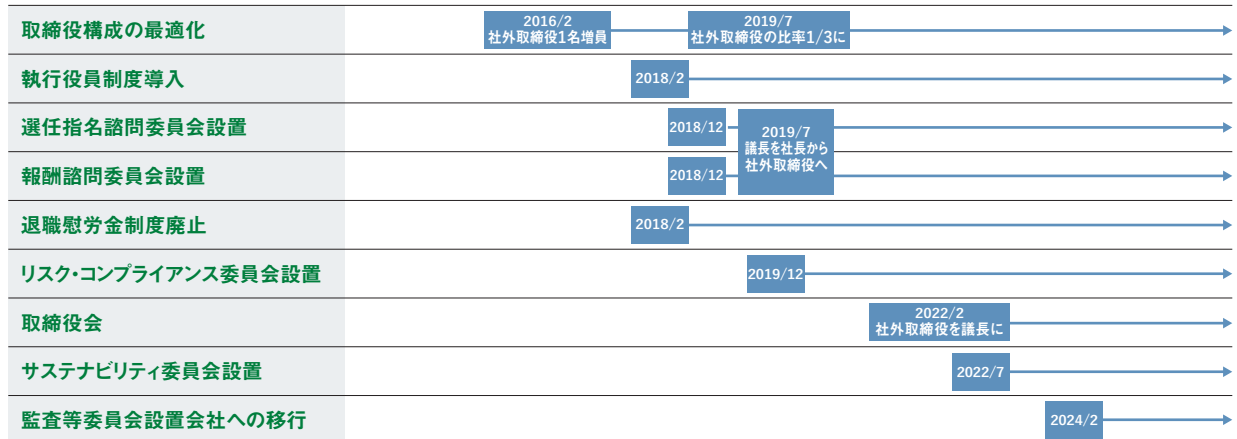 取締役構成の最適化
2016/2
社外取締役1名増員
2019/7
社外取締役の比率1/3に
執行役員制度導入
2018/2
選任指名諮問委員会設置
2018/12
2019/7
議長を社長から
社外取締役へ
報酬諮問委員会設置
2018/12
退職慰労金制度廃止
2018/2
リスク・コンプライアンス委員会設置
2019/12
取締役会
2022/2
社外取締役を議長に
サステナビリティ委員会設置
2022/7
監査等委員会設置会社への移行
2024/2